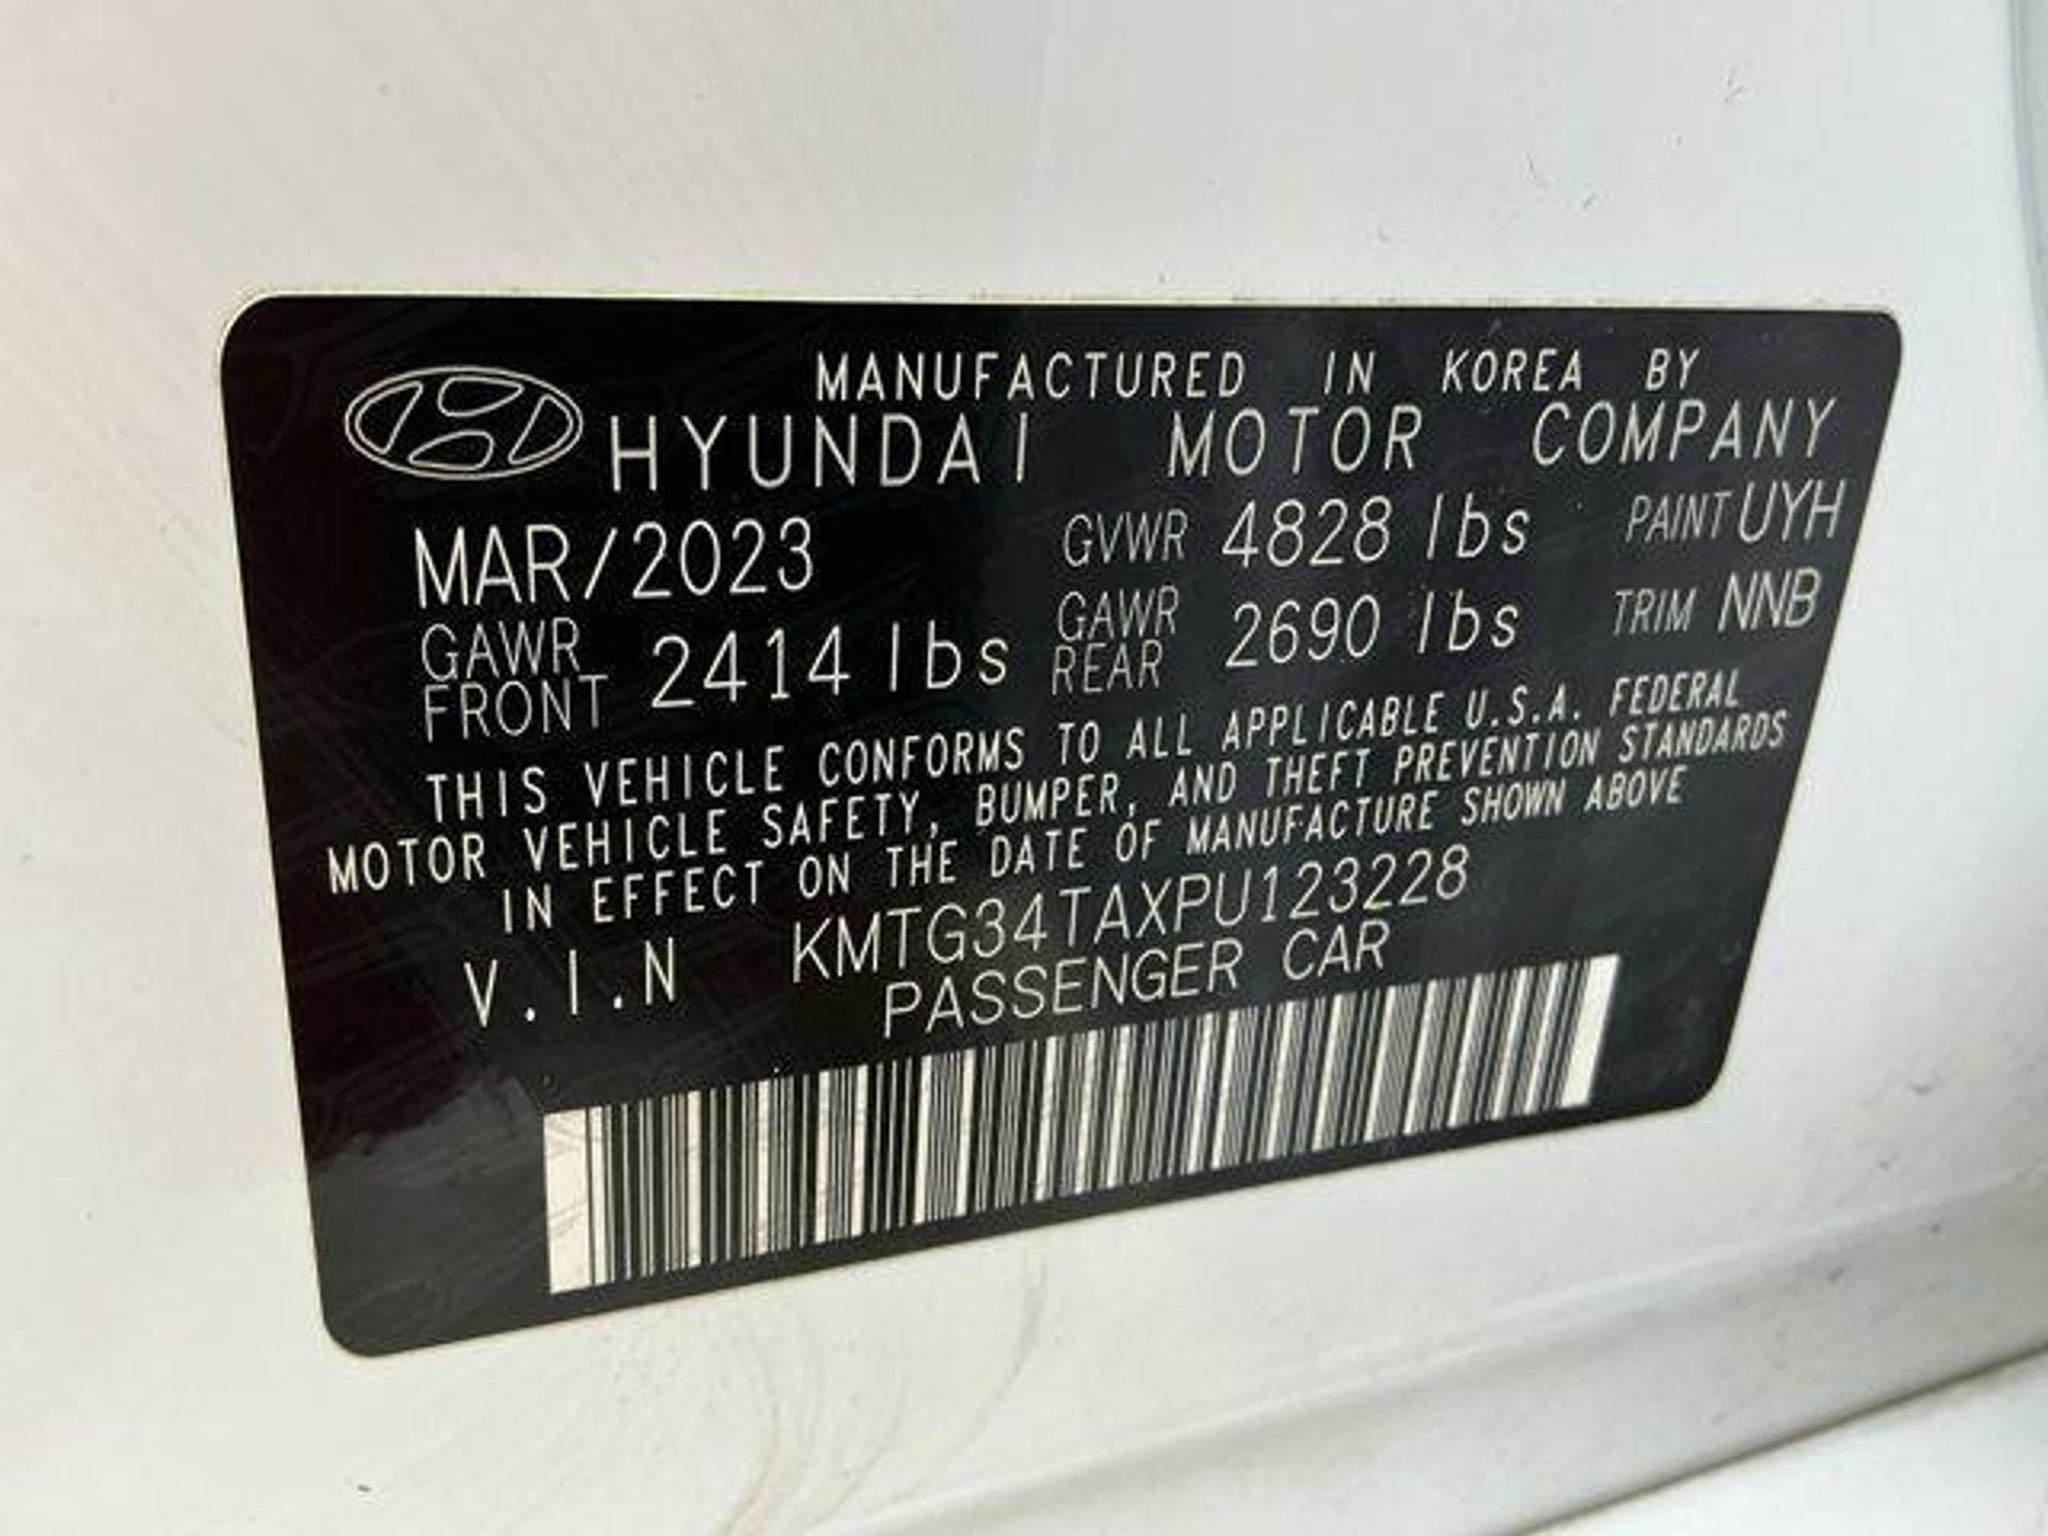 MANUFACTURED IN KOREA BY
HYUNDAI MOTOR COMPANY
MAR/2023 GVWR 4828 lbs PAINT UYH
GAWR FRONT 2414 lbs GAWR REAR 2690 lbs TRIM NNB
THIS VEHICLE CONFORMS TO ALL APPLICABLE U.S.A. FEDERAL
MOTOR VEHICLE SAFETY, BUMPER, AND THEFT PREVENTION STANDARDS
IN EFFECT ON THE DATE OF MANUFACTURE SHOWN ABOVE
V.I.N KMTG34TAXPU123228
PASSENGER CAR